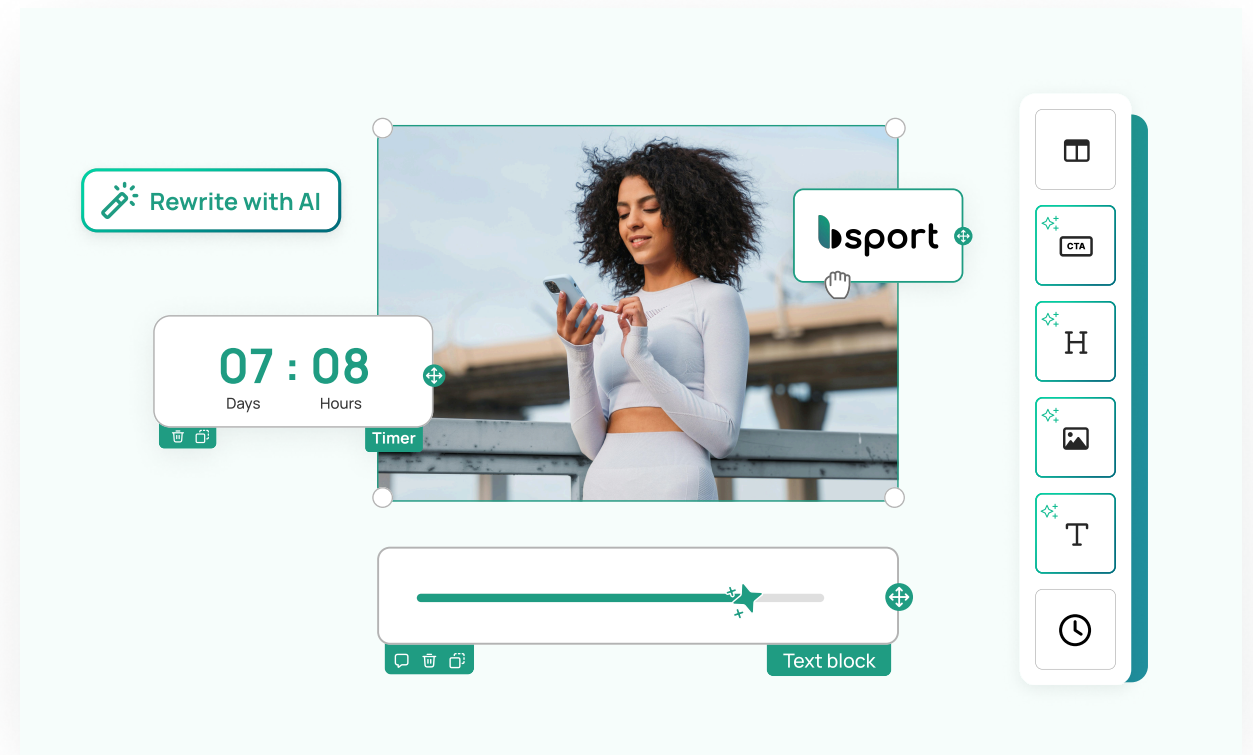 Rewrite with AI
bsport
CTA
07 : 08
Days Hours
H
Timer
T
Text block